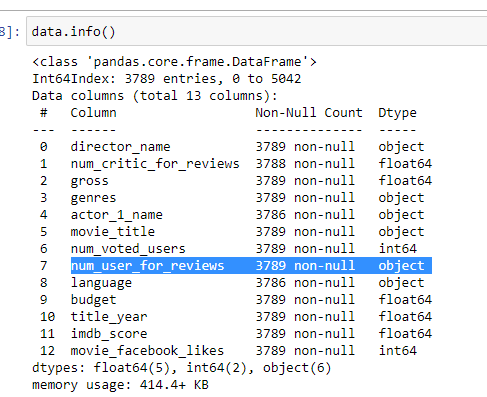 8]: data.info()
<class 'pandas.core.frame.DataFrame'>
Int64Index: 3789 entries, 0 to 5042
Data columns (total 13 columns):
 #   Column                  Non-Null Count  Dtype
---  ------                  --------------  -----
 0   director_name           3789 non-null   object
 1   num_critic_for_reviews  3788 non-null   float64
 2   gross                   3789 non-null   float64
 3   genres                  3789 non-null   object
 4   actor_1_name            3786 non-null   object
 5   movie_title             3789 non-null   object
 6   num_voted_users         3789 non-null   int64
 7   num_user_for_reviews    3789 non-null   object
 8   language                3786 non-null   object
 9   budget                  3789 non-null   float64
 10  title_year              3789 non-null   float64
 11  imdb_score              3789 non-null   float64
 12  movie_facebook_likes    3789 non-null   int64
dtypes: float64(5), int64(2), object(6)
memory usage: 414.4+ KB